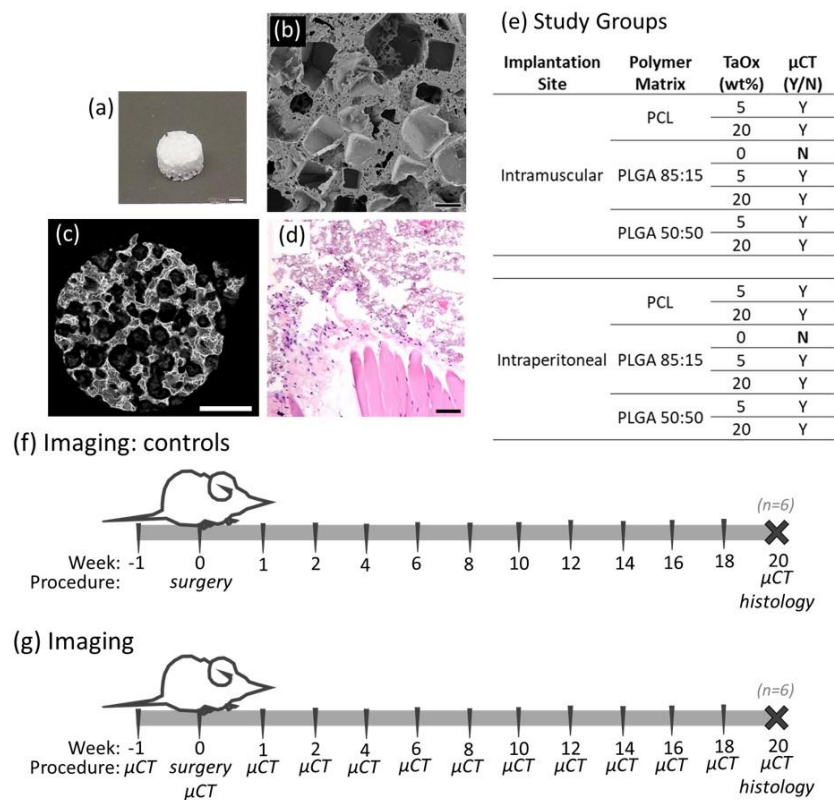 (a)
(b)
(c)
(d)
(e) Study Groups
Implantation Site Polymer Matrix TaOx (wt%) μCT (Y/N)
Intramuscular PCL 5 Y
20 Y
PLGA 85:15 0 N
5 Y
20 Y
PLGA 50:50 5 Y
20 Y
Intraperitoneal PCL 5 Y
20 Y
PLGA 85:15 0 N
5 Y
20 Y
PLGA 50:50 5 Y
20 Y
(f) Imaging: controls
(n=6)
Week: -1 0 1 2 4 6 8 10 12 14 16 18 20
Procedure: surgery μCT
histology
(g) Imaging
(n=6)
Week: -1 0 1 2 4 6 8 10 12 14 16 18 20
Procedure: μCT surgery μCT μCT μCT μCT μCT μCT μCT μCT μCT μCT μCT
μCT histology